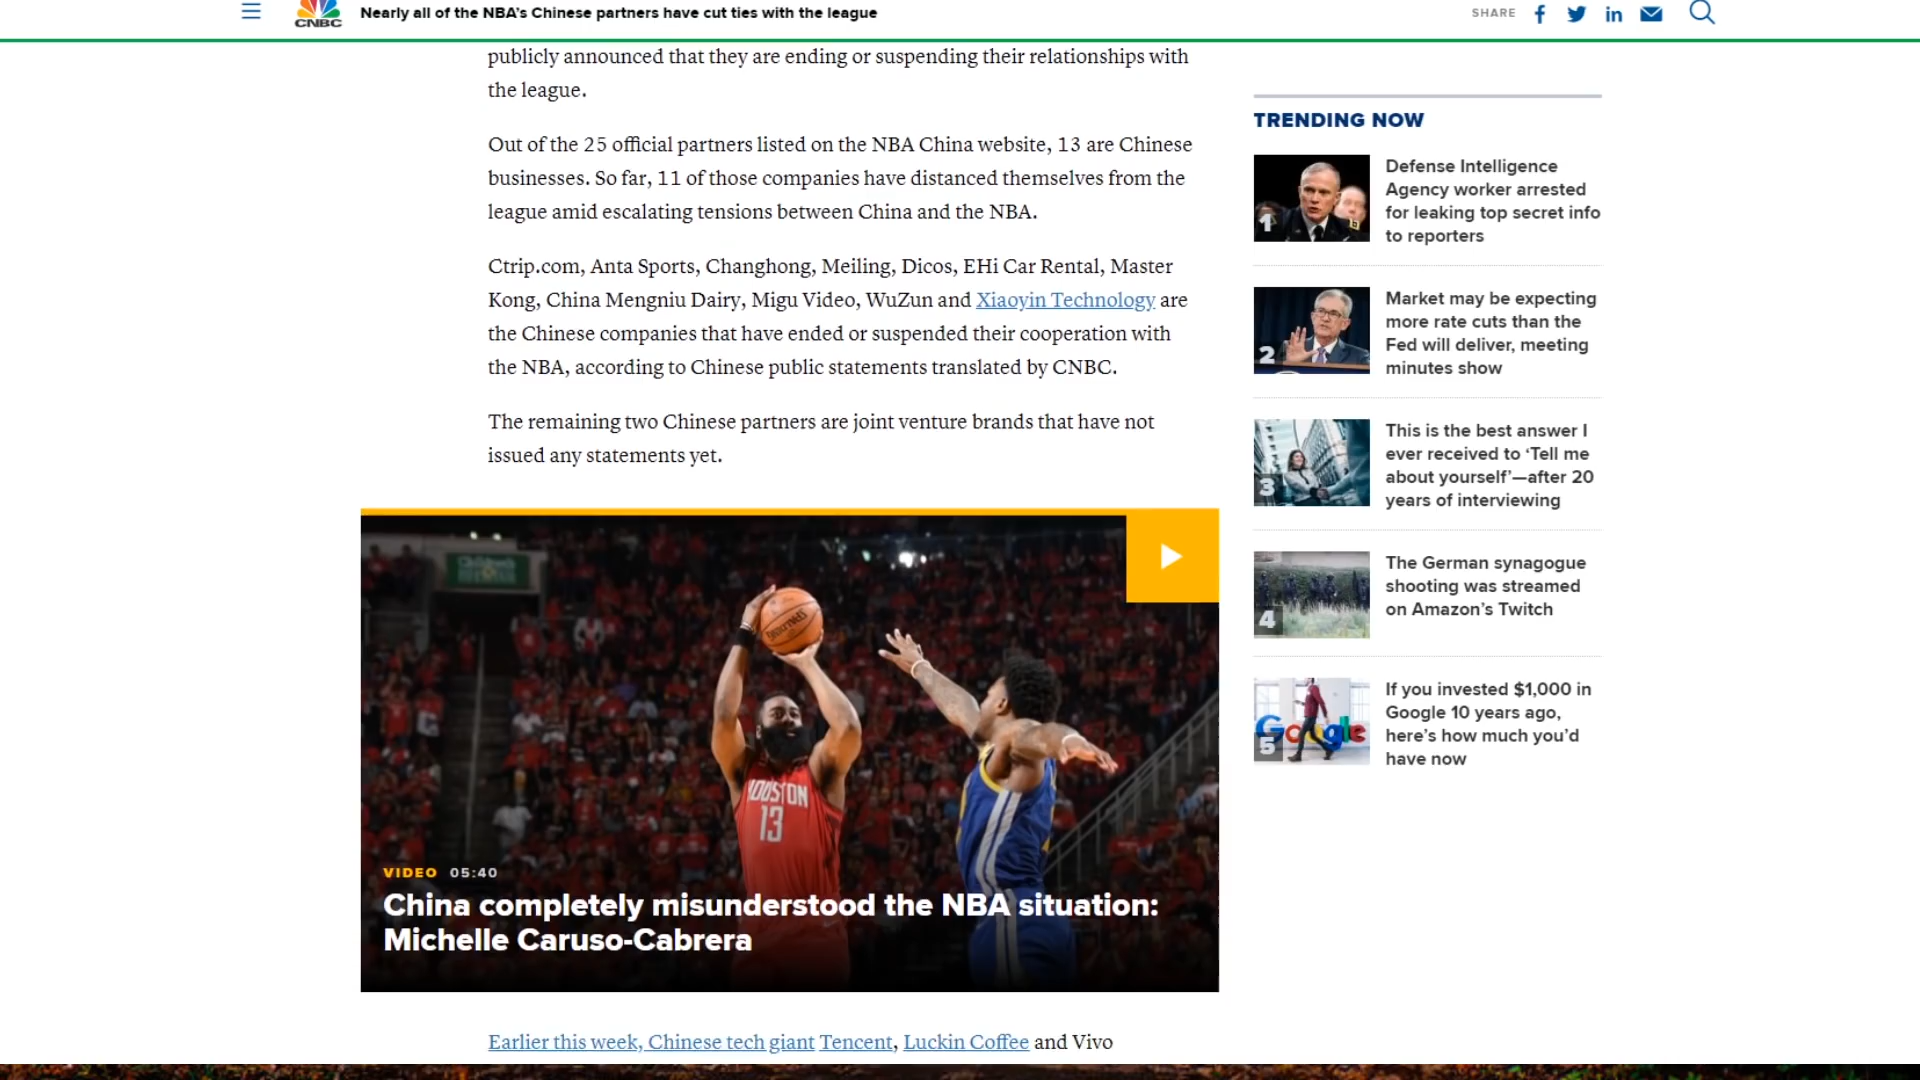 CNBC
Nearly all of the NBA's Chinese partners have cut ties with the league
SHARE
publicly announced that they are ending or suspending their relationships with
the league.
Out of the 25 official partners listed on the NBA China website, 13 are Chinese
businesses. So far, 11 of those companies have distanced themselves from the
league amid escalating tensions between China and the NBA.
Ctrip.com, Anta Sports, Changhong, Meiling, Dicos, EHi Car Rental, Master
Kong, China Mengniu Dairy, Migu Video, WuZun and Xiaoyin Technology are
the Chinese companies that have ended or suspended their cooperation with
the NBA, according to Chinese public statements translated by CNBC.
The remaining two Chinese partners are joint venture brands that have not
issued any statements yet.
Children's
HOUSTON
13
VIDEO 05:40
China completely misunderstood the NBA situation:
Michelle Caruso-Cabrera
Earlier this week, Chinese tech giant Tencent, Luckin Coffee and Vivo
TRENDING NOW
1
Defense Intelligence
Agency worker arrested
for leaking top secret info
to reporters
2
Market may be expecting
more rate cuts than the
Fed will deliver, meeting
minutes show
3
This is the best answer I
ever received to ‘Tell me
about yourself’—after 20
years of interviewing
4
The German synagogue
shooting was streamed
on Amazon’s Twitch
Google
5
If you invested $1,000 in
Google 10 years ago,
here’s how much you’d
have now